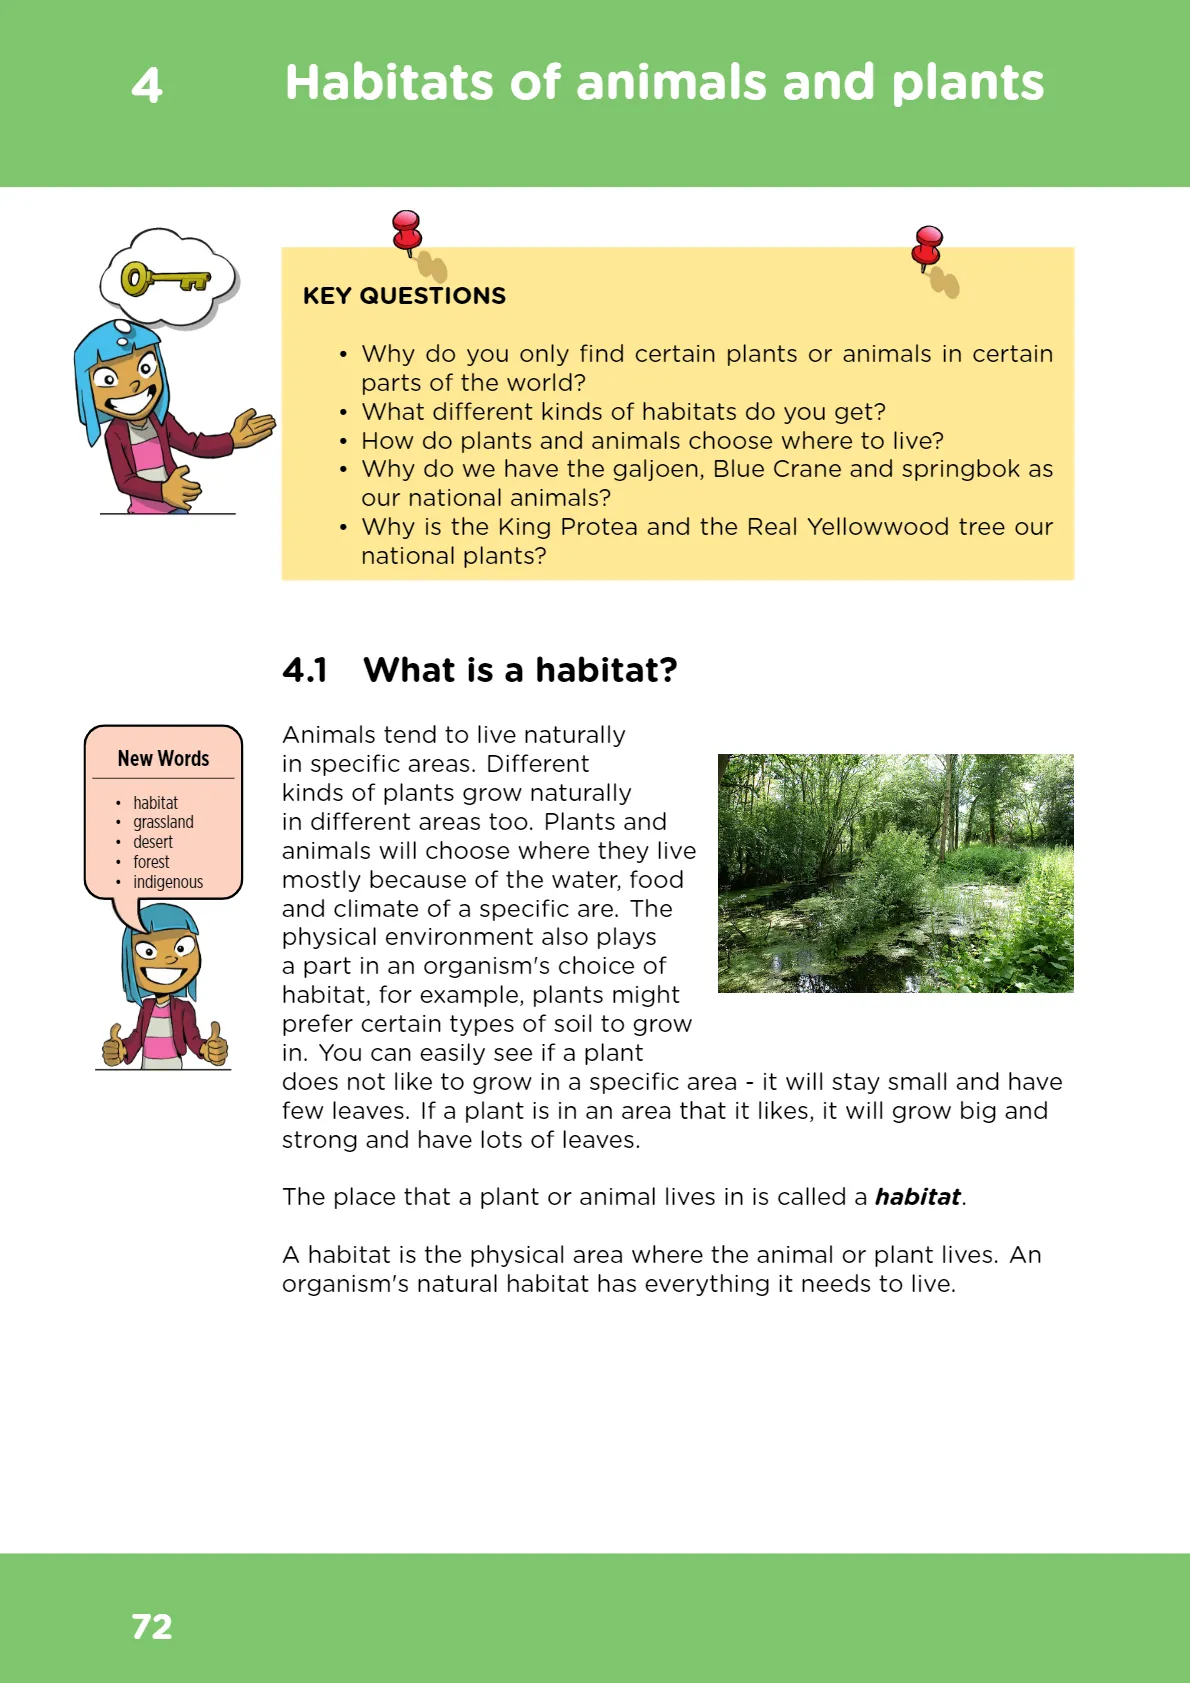 4 Habitats of animals and plants
KEY QUESTIONS
• Why do you only find certain plants or animals in certain
parts of the world?
• What different kinds of habitats do you get?
• How do plants and animals choose where to live?
• Why do we have the galjoen, Blue Crane and springbok as
our national animals?
• Why is the King Protea and the Real Yellowwood tree our
national plants?
4.1 What is a habitat?
New Words
• habitat
• grassland
• desert
• forest
• indigenous
Animals tend to live naturally
in specific areas. Different
kinds of plants grow naturally
in different areas too. Plants and
animals will choose where they live
mostly because of the water, food
and climate of a specific are. The
physical environment also plays
a part in an organism's choice of
habitat, for example, plants might
prefer certain types of soil to grow
in. You can easily see if a plant
does not like to grow in a specific area - it will stay small and have
few leaves. If a plant is in an area that it likes, it will grow big and
strong and have lots of leaves.
The place that a plant or animal lives in is called a habitat.
A habitat is the physical area where the animal or plant lives. An
organism's natural habitat has everything it needs to live.
72